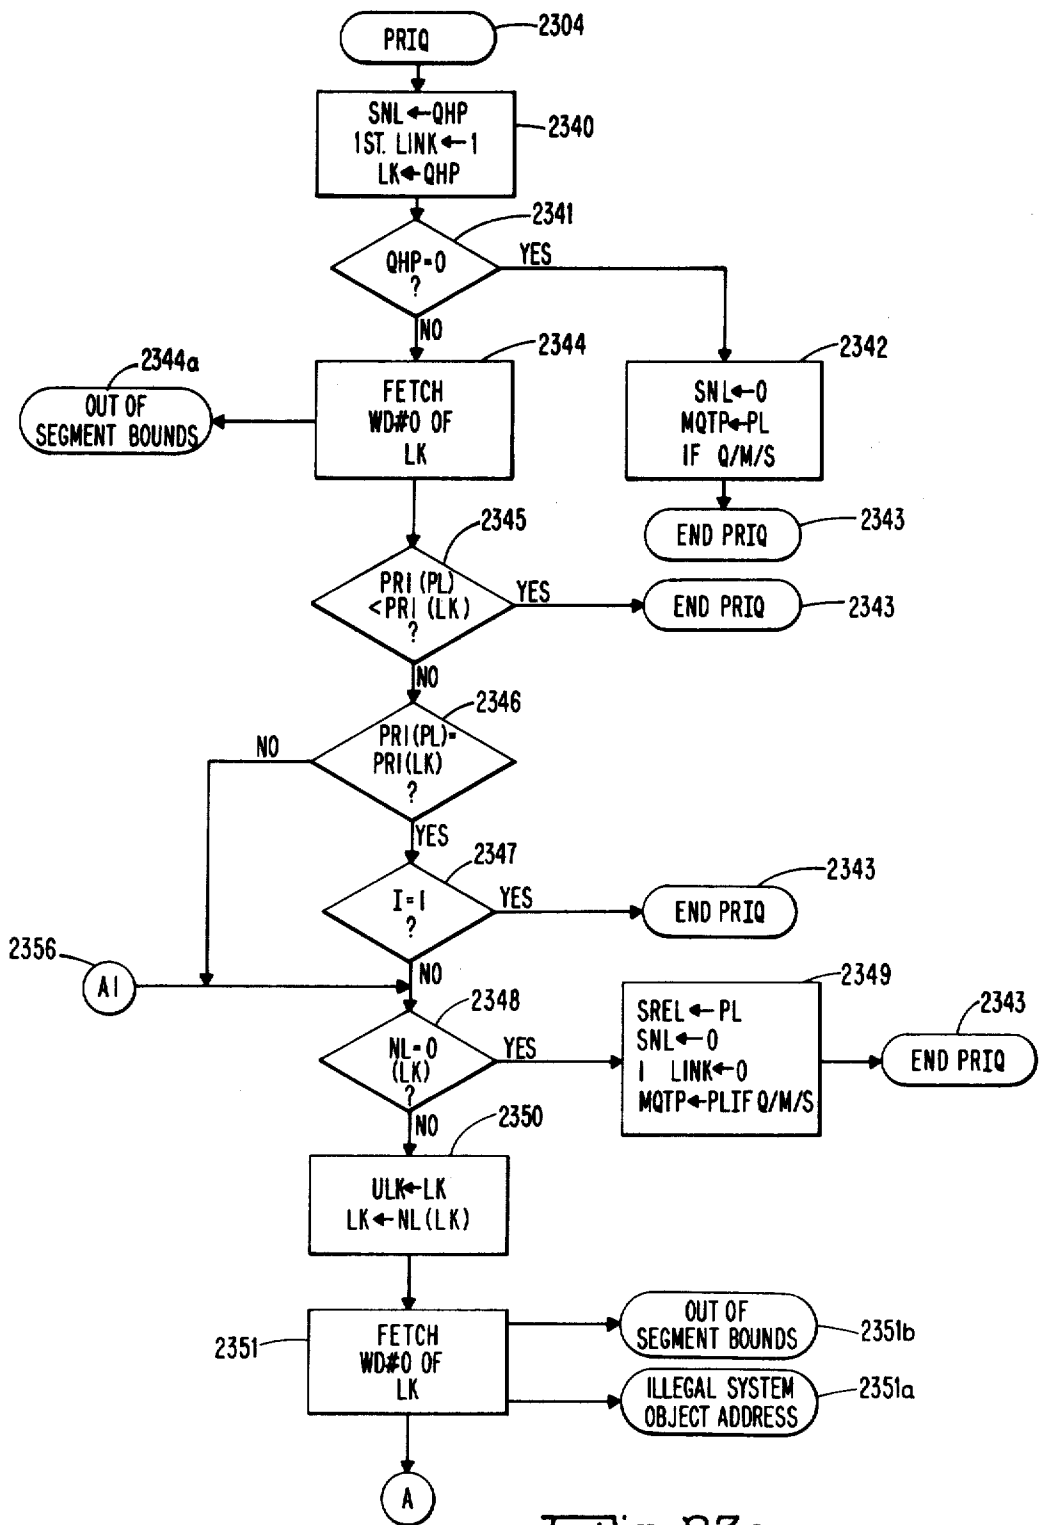 PRIQ
2304
SNL←QHP
1ST. LINK←1
LK←QHP
2340
2341
QHP=0
?
YES
NO
2344a
OUT OF
SEGMENT BOUNDS
2344
FETCH
WD#0 OF
LK
2342
SNL←0
MQTP←PL
IF Q/M/S
END PRIQ
2343
2345
PRI(PL)
<PRI(LK)
?
YES
END PRIQ
2343
NO
2346
PRI(PL)=
PRI(LK)
?
NO
YES
2347
I=1
?
YES
2343
END PRIQ
NO
2356
A1
2348
NL=0
(LK)
?
YES
2349
SREL←PL
SNL←0
1 LINK←0
MQTP←PLIF Q/M/S
2343
END PRIQ
NO
2350
ULK←LK
LK←NL(LK)
2351
FETCH
WD#0 OF
LK
OUT OF
SEGMENT BOUNDS
2351b
ILLEGAL SYSTEM
OBJECT ADDRESS
2351a
A